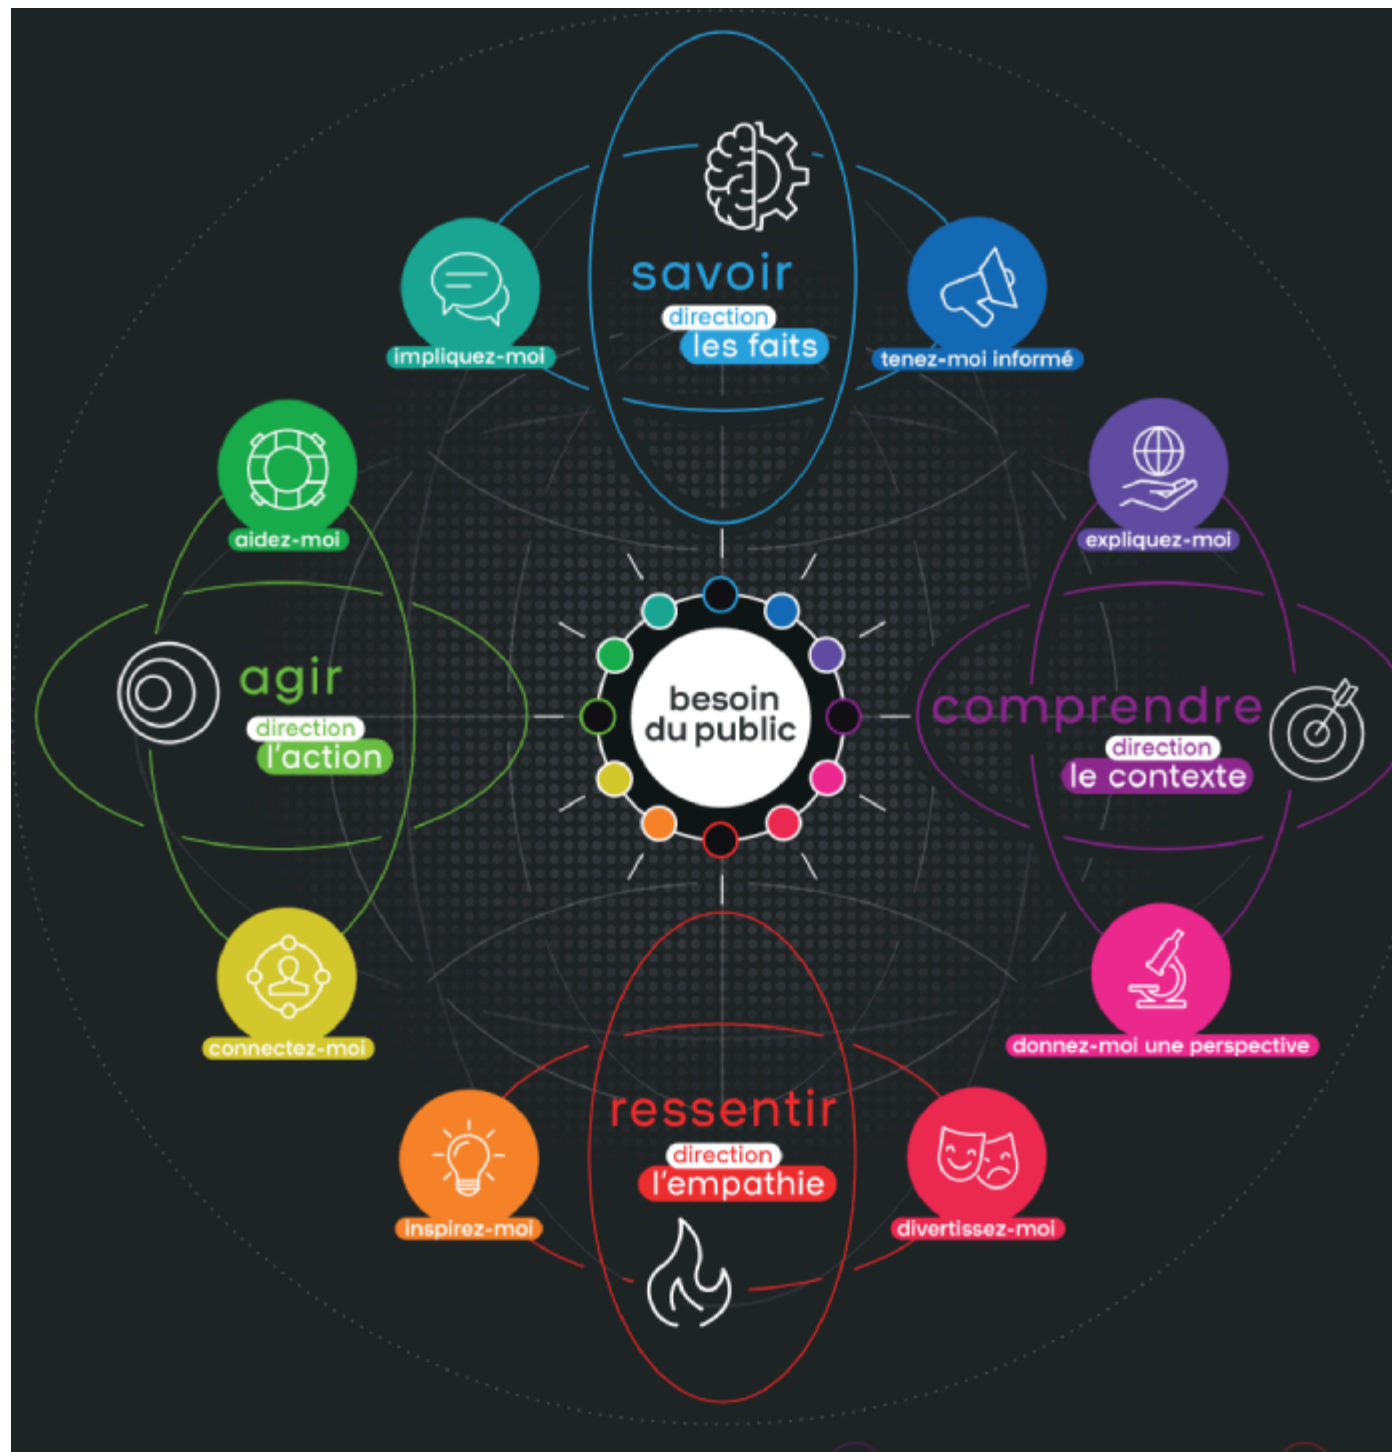 savoir
direction
les faits
impliquez-moi
tenez-moi informé
aidez-moi
expliquez-moi
agir
direction
l'action
besoin
du public
comprendre
direction
le contexte
connectez-moi
donnez-moi une perspective
ressentir
direction
l'empathie
inspirez-moi
divertissez-moi